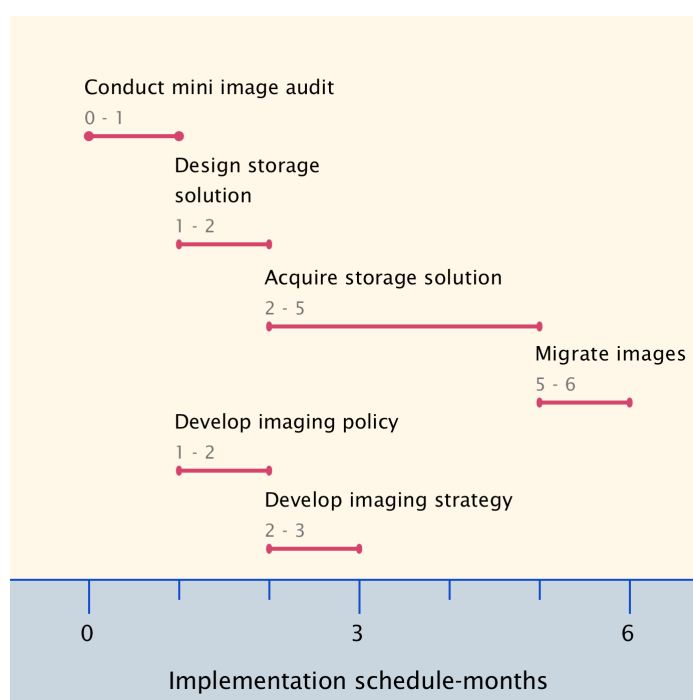 Conduct mini image audit
0 - 1
Design storage
solution
1 - 2
Acquire storage solution
2 - 5
Migrate images
5 - 6
Develop imaging policy
1 - 2
Develop imaging strategy
2 - 3
0 3 6
Implementation schedule-months